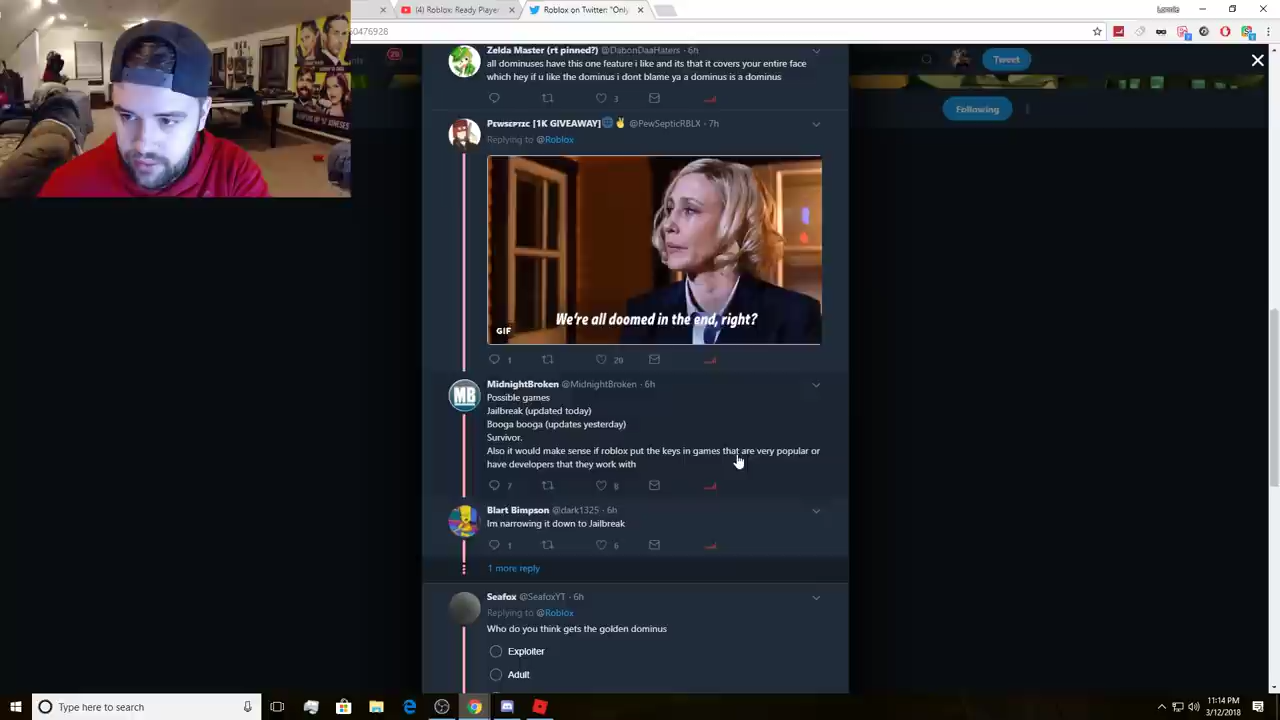 (4) Roblox: Ready Playe
Roblox on Twitter: "Only
Lonnie
60476928
Tweet
Following
Zelda Master (rt pinned?) @DabonDaaHaters · 6h
all dominuses have this one feature i like and its that it covers your entire face
which hey if u like the dominus i dont blame ya a dominus is a dominus
3
Pᴇᴡsᴇᴘᴛɪᴄ [1K GIVEAWAY] @PewSepticRBLX · 7h
Replying to @Roblox
We're all doomed in the end, right?
GIF
1 20
MidnightBroken @MidnightBroken · 6h
MB
Possible games
Jailbreak (updated today)
Booga booga (updates yesterday)
Survivor.
Also it would make sense if roblox put the keys in games that are very popular or
have developers that they work with
7 8
Blart Bimpson @dark1325 · 6h
Im narrowing it down to Jailbreak
1 6
1 more reply
Seafox @SeafoxYT · 6h
Replying to @Roblox
Who do you think gets the golden dominus
Exploiter
Adult
Type here to search
11:14 PM
3/12/2018